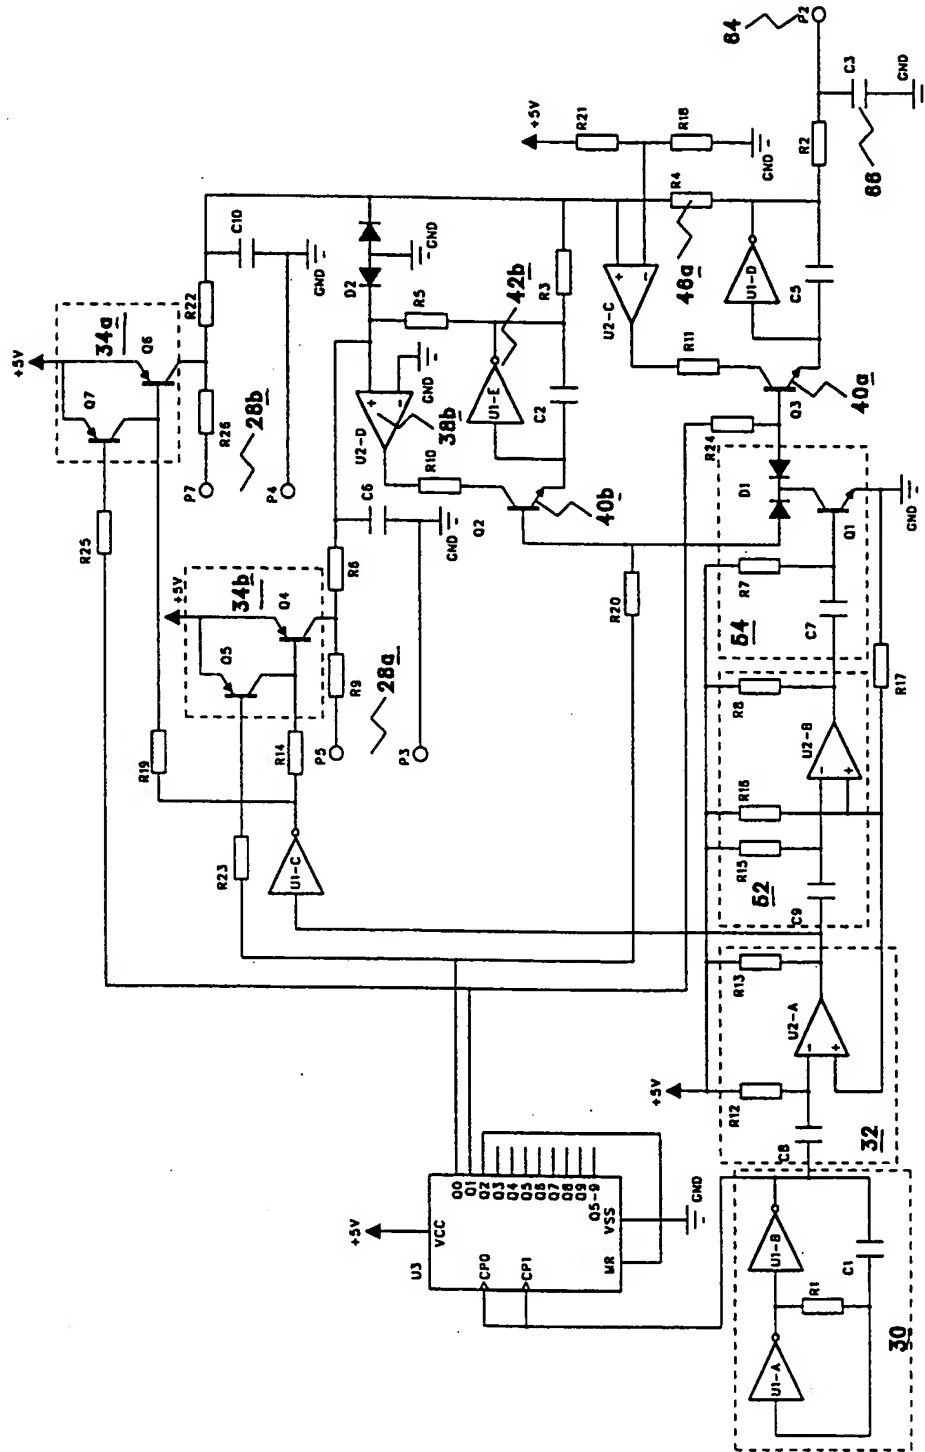 +5V
34a
Q7
Q6
R22
C10
GND
R26
28b
P7
P4
R25
84
P2
C3
GND
R2
88
+5V
R21
R18
GND
R4
46a
D2
GND
R5
+
-
GND
U2-D
38b
42b
U1-E
R3
C2
R10
Q2
40b
U2-C
+
-
U1-D
C5
R11
Q3
40a
R24
C6
GND
R6
+5V
34b
Q5
Q4
R9
28a
P5
P3
R19
R14
R23
U1-C
R20
D1
Q1
GND
R7
54
C7
R17
R8
U2-B
-
+
R16
R15
52
C9
R13
U2-A
-
+
+5V
R12
C8
32
+5V
U3
VCC
CP0
CP1
MR
VSS
Q0
Q1
Q2
Q3
Q4
Q5
Q6
Q7
Q8
Q9
Q5-9
GND
U1-A
U1-B
R1
C1
30